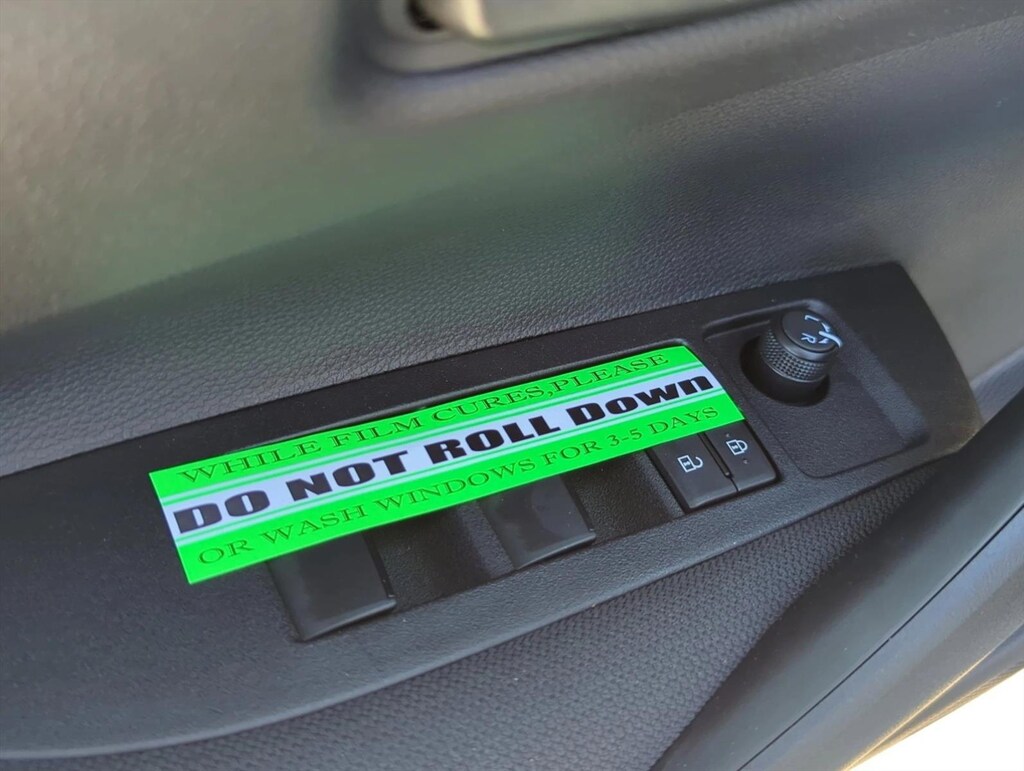 WHILE FILM CURES,PLEASE
DO NOT ROLL DOWN
OR WASH WINDOWS FOR 3-5 DAYS
L R